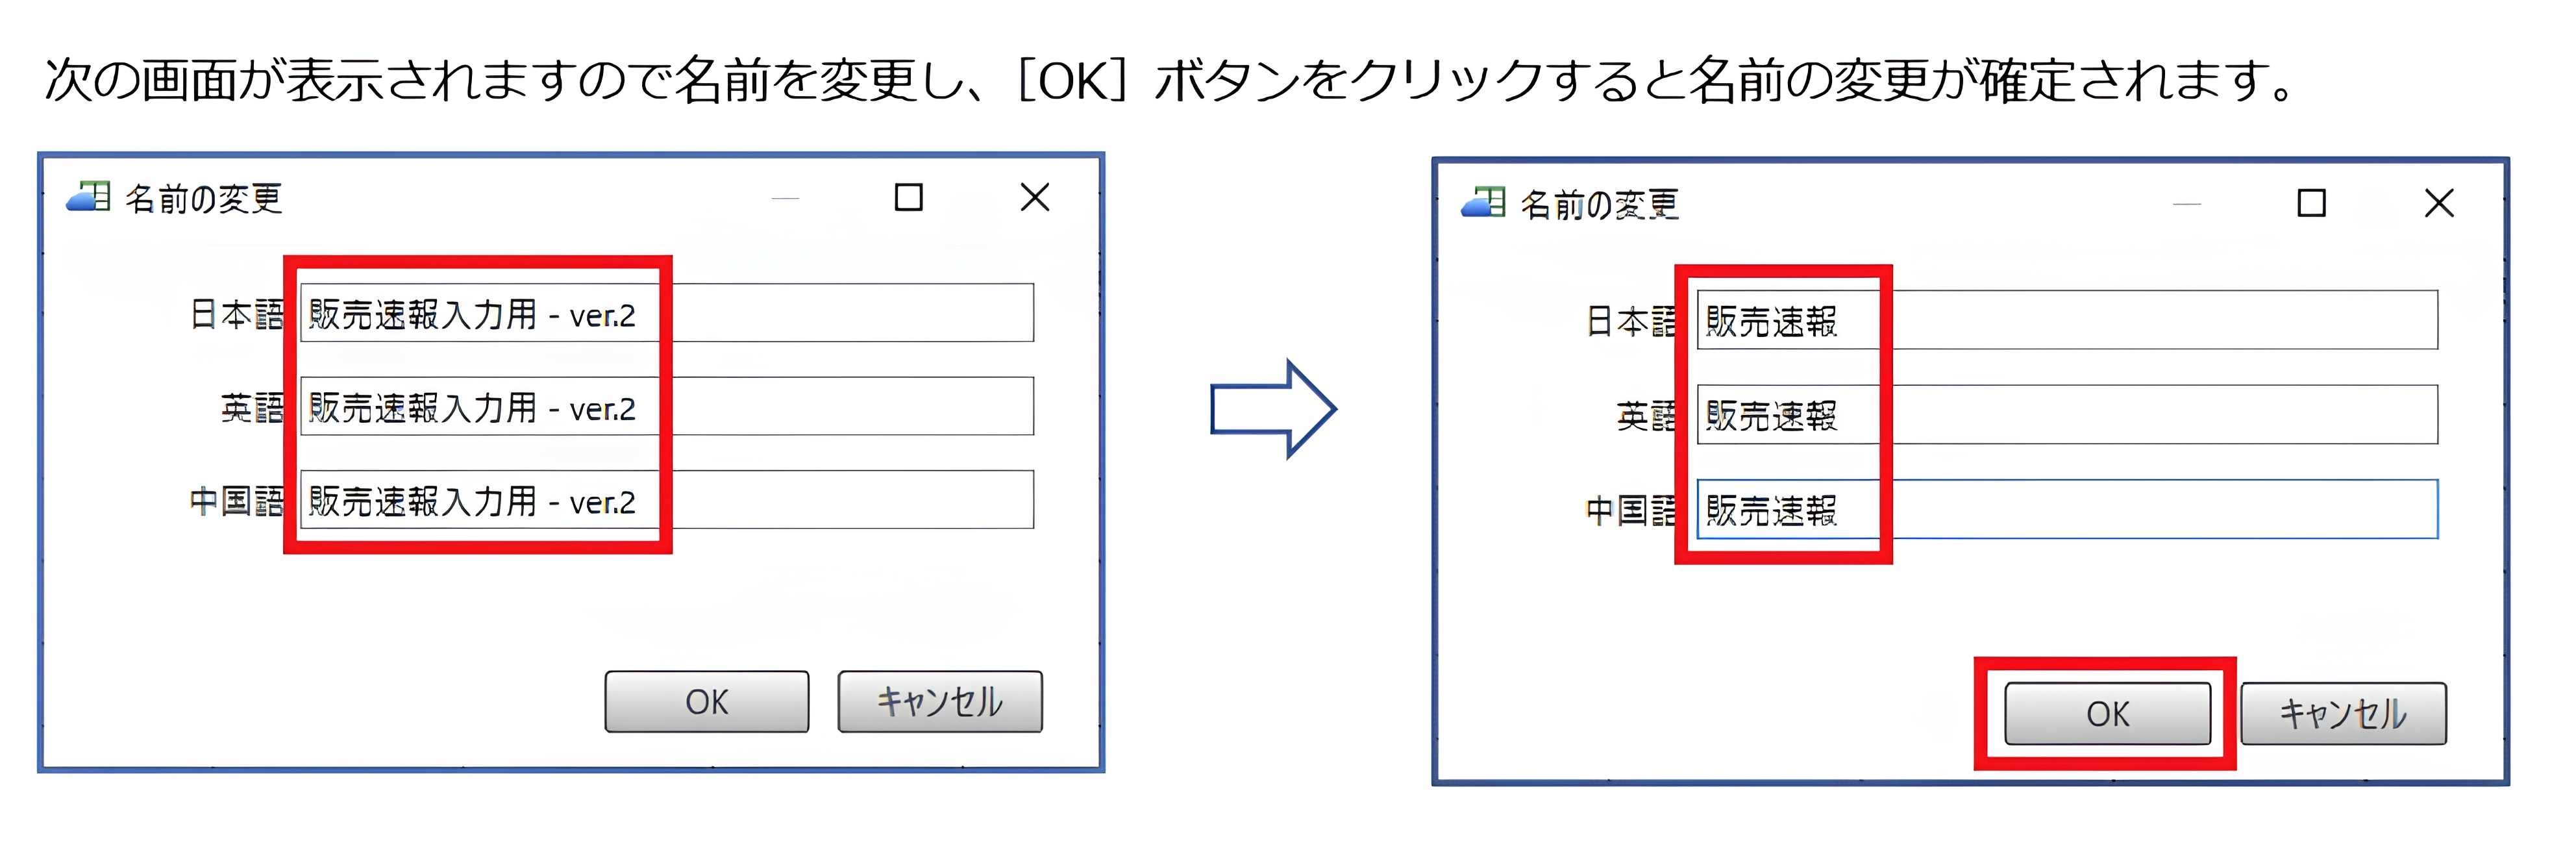 次の画面が表示されますので名前を変更し、［OK］ボタンをクリックすると名前の変更が確定されます。
名前の変更
日本語 販売速報入力用 - ver.2
英語 販売速報入力用 - ver.2
中国語 販売速報入力用 - ver.2
OK キャンセル
名前の変更
日本語 販売速報
英語 販売速報
中国語 販売速報
OK キャンセル